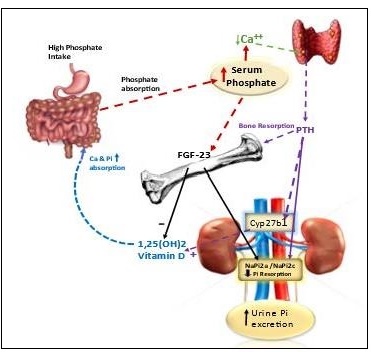 High Phosphate
Intake
Phosphate
absorption
↓Ca++
↑ Serum
Phosphate
Bone Resorption
PTH
FGF-23
Ca & Pi ↑
absorption
Cyp27b1
–
1,25(OH)2
Vitamin D
+
NaPi2a/NaPi2c
↓ Pi Resorption
↑ Urine Pi
excretion